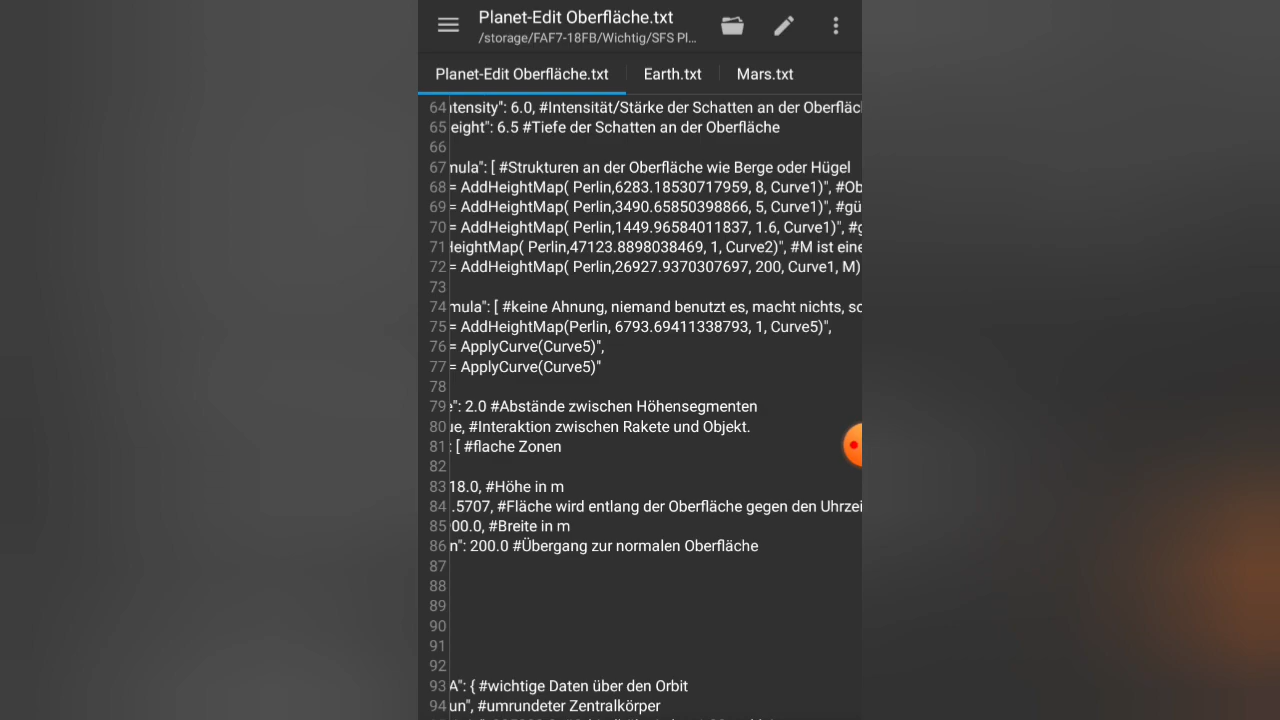 Planet-Edit Oberfläche.txt
/storage/FAF7-18FB/Wichtig/SFS Pl...
Planet-Edit Oberfläche.txt Earth.txt Mars.txt
64 ntensity": 6.0, #Intensität/Stärke der Schatten an der Oberfläc
65 eight": 6.5 #Tiefe der Schatten an der Oberfläche
66
67 mula": [ #Strukturen an der Oberfläche wie Berge oder Hügel
68 = AddHeightMap( Perlin,6283.18530717959, 8, Curve1)", #Ob
69 = AddHeightMap( Perlin,3490.65850398866, 5, Curve1)", #gü
70 = AddHeightMap( Perlin,1449.96584011837, 1.6, Curve1)", #g
71 HeightMap( Perlin,47123.8898038469, 1, Curve2)", #M ist eine
72 = AddHeightMap( Perlin,26927.9370307697, 200, Curve1, M)
73
74 mula": [ #keine Ahnung, niemand benutzt es, macht nichts, so
75 = AddHeightMap(Perlin, 6793.69411338793, 1, Curve5)",
76 = ApplyCurve(Curve5)",
77 = ApplyCurve(Curve5)"
78
79 e": 2.0 #Abstände zwischen Höhensegmenten
80 ue, #Interaktion zwischen Rakete und Objekt.
81 : [ #flache Zonen
82
83 18.0, #Höhe in m
84 .5707, #Fläche wird entlang der Oberfläche gegen den Uhrzei
85 00.0, #Breite in m
86 n": 200.0 #Übergang zur normalen Oberfläche
87
88
89
90
91
92
93 A": { #wichtige Daten über den Orbit
94 un", #umrundeter Zentralkörper